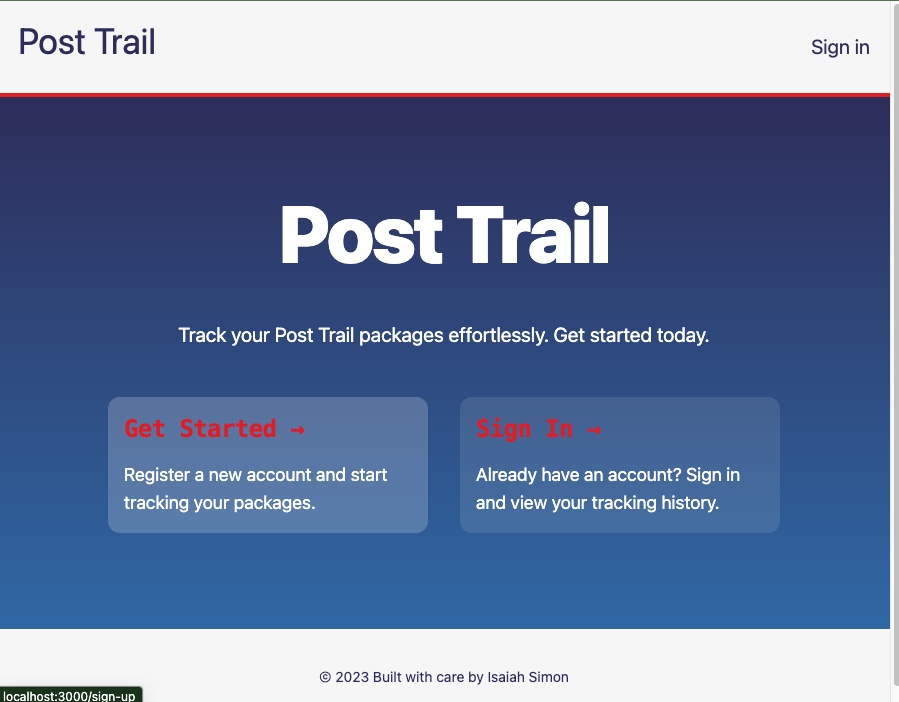 Post Trail
Sign in
Post Trail
Track your Post Trail packages effortlessly. Get started today.
Get Started →
Register a new account and start
tracking your packages.
Sign In →
Already have an account? Sign in
and view your tracking history.
© 2023 Built with care by Isaiah Simon
localhost:3000/sign-up